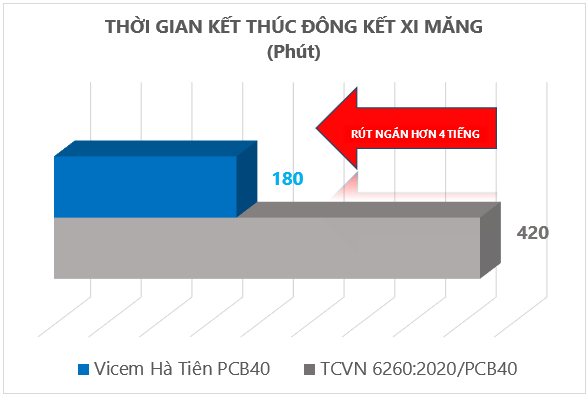 THỜI GIAN KẾT THÚC ĐÔNG KẾT XI MĂNG
(Phút)
RÚT NGẮN HƠN 4 TIẾNG
180
420
Vicem Hà Tiên PCB40
TCVN 6260:2020/PCB40